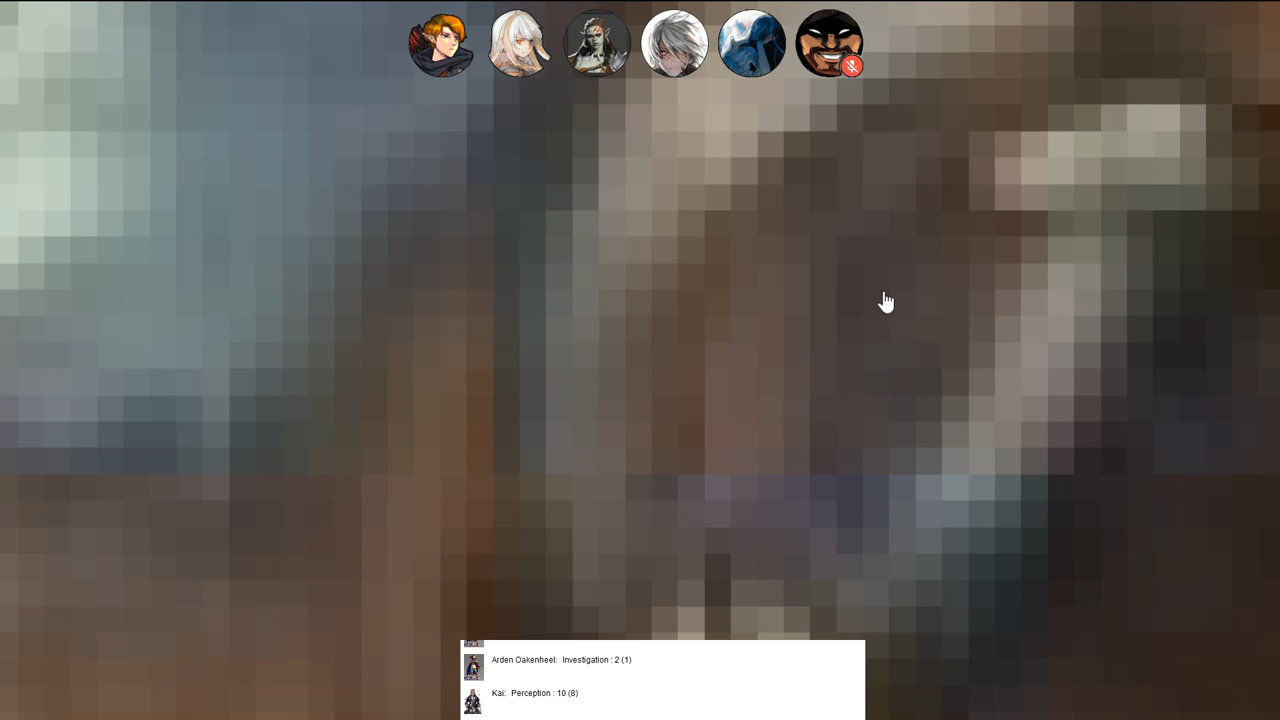 Arden Oakenheel: Investigation : 2 (1)
Kai: Perception : 10 (8)